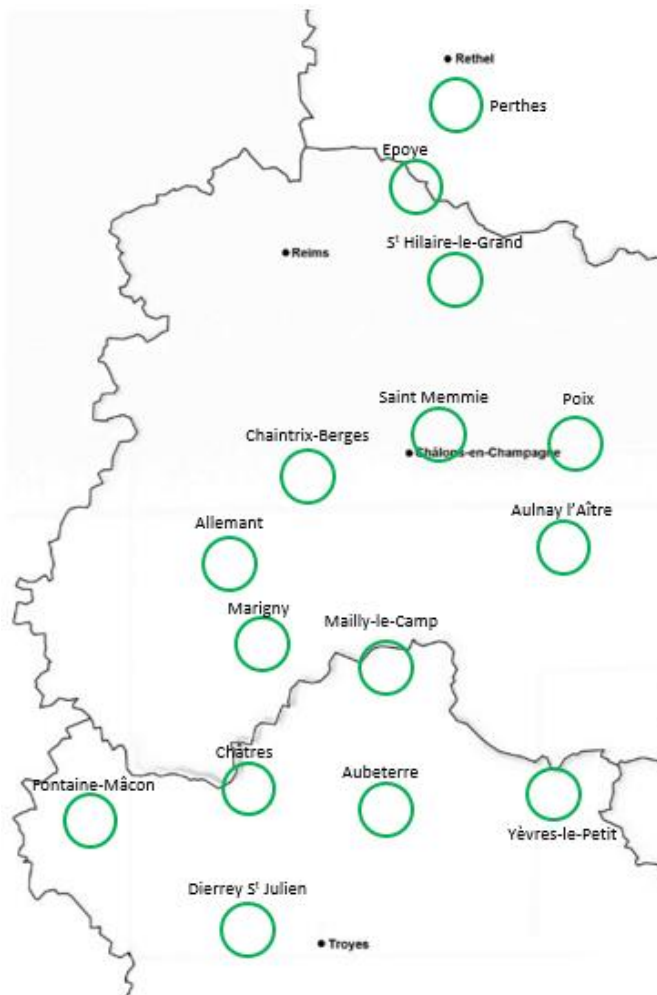 Rethel
Perthes
Epoye
Sᵗ Hilaire-le-Grand
Reims
Saint Memmie
Poix
Chaintrix-Berges
Châlons-en-Champagne
Aulnay l’Aître
Allemant
Marigny
Mailly-le-Camp
Châtres
Aubeterre
Fontaine-Mâcon
Yèvres-le-Petit
Dierrey Sᵗ Julien
Troyes